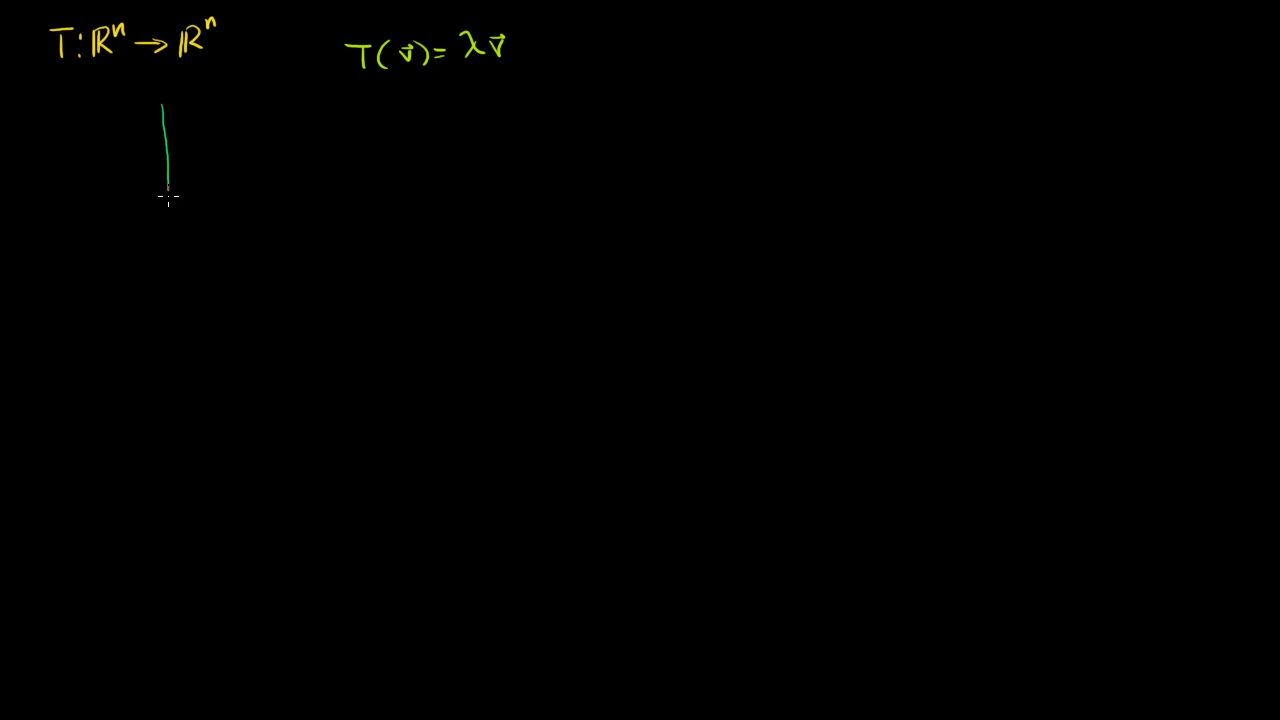 T: ℝⁿ → ℝⁿ
T(v⃗) = λv⃗